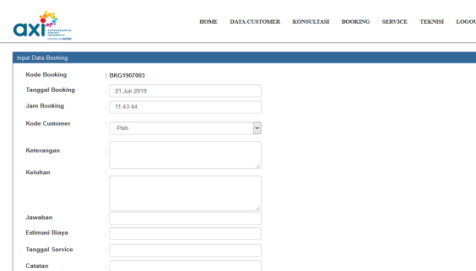 axi
HOME DATA CUSTOMER KONSULTASI BOOKING SERVICE TEKNISI LOGOU
Input Data Booking
Kode Booking : BKG1907003
Tanggal Booking : 21 Juli 2019
Jam Booking : 11:43:44
Kode Customer : Pilih
Keterangan :
Keluhan :
Jawaban :
Estimasi Biaya :
Tanggal Service :
Catatan :